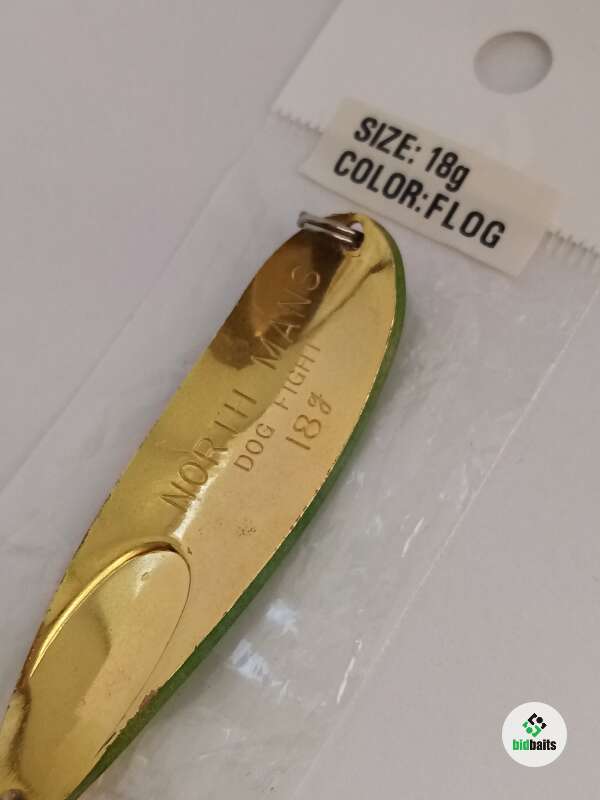 SIZE: 18g
COLOR:FLOG
NORTH MANS
DOG FIGHT
18g
bidbaits